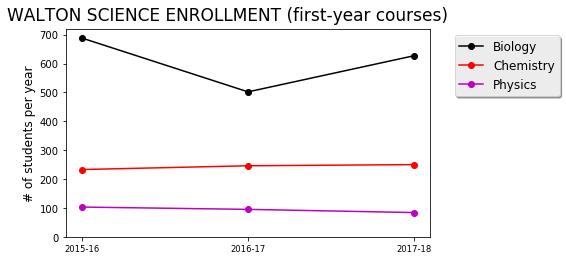 WALTON SCIENCE ENROLLMENT (first-year courses)
# of students per year
700
600
500
400
300
200
100
0
2015-16
2016-17
2017-18
Biology
Chemistry
Physics